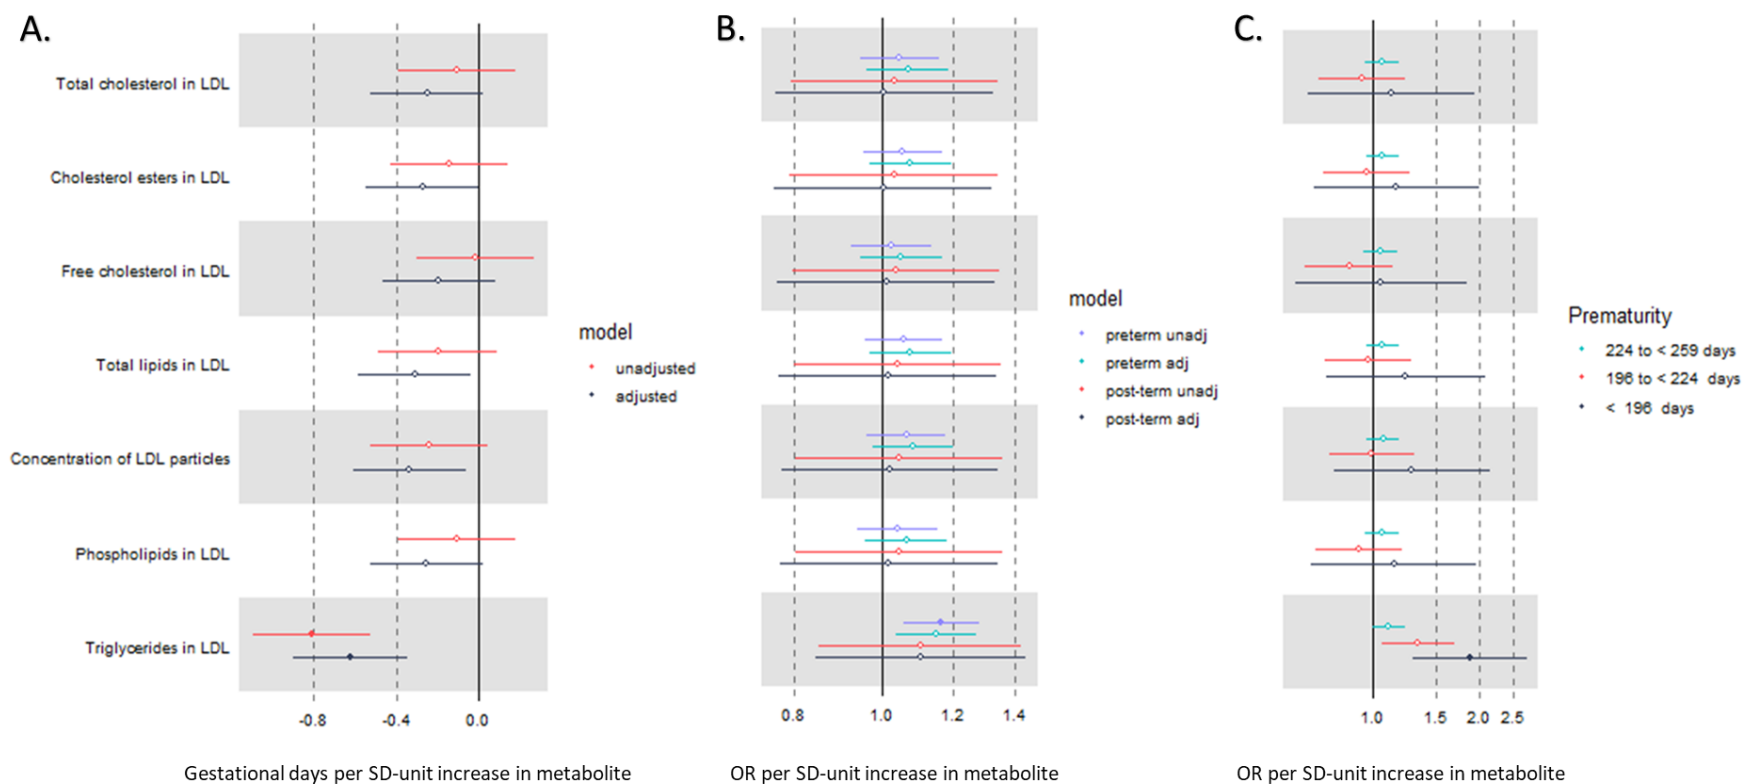 A.
B.
C.
Total cholesterol in LDL
Cholesterol esters in LDL
Free cholesterol in LDL
Total lipids in LDL
Concentration of LDL particles
Phospholipids in LDL
Triglycerides in LDL
-0.8 -0.4 0.0
Gestational days per SD-unit increase in metabolite
model
unadjusted
adjusted
0.8 1.0 1.2 1.4
OR per SD-unit increase in metabolite
model
preterm unadj
preterm adj
post-term unadj
post-term adj
1.0 1.5 2.0 2.5
OR per SD-unit increase in metabolite
Prematurity
224 to < 259 days
196 to < 224 days
< 196 days